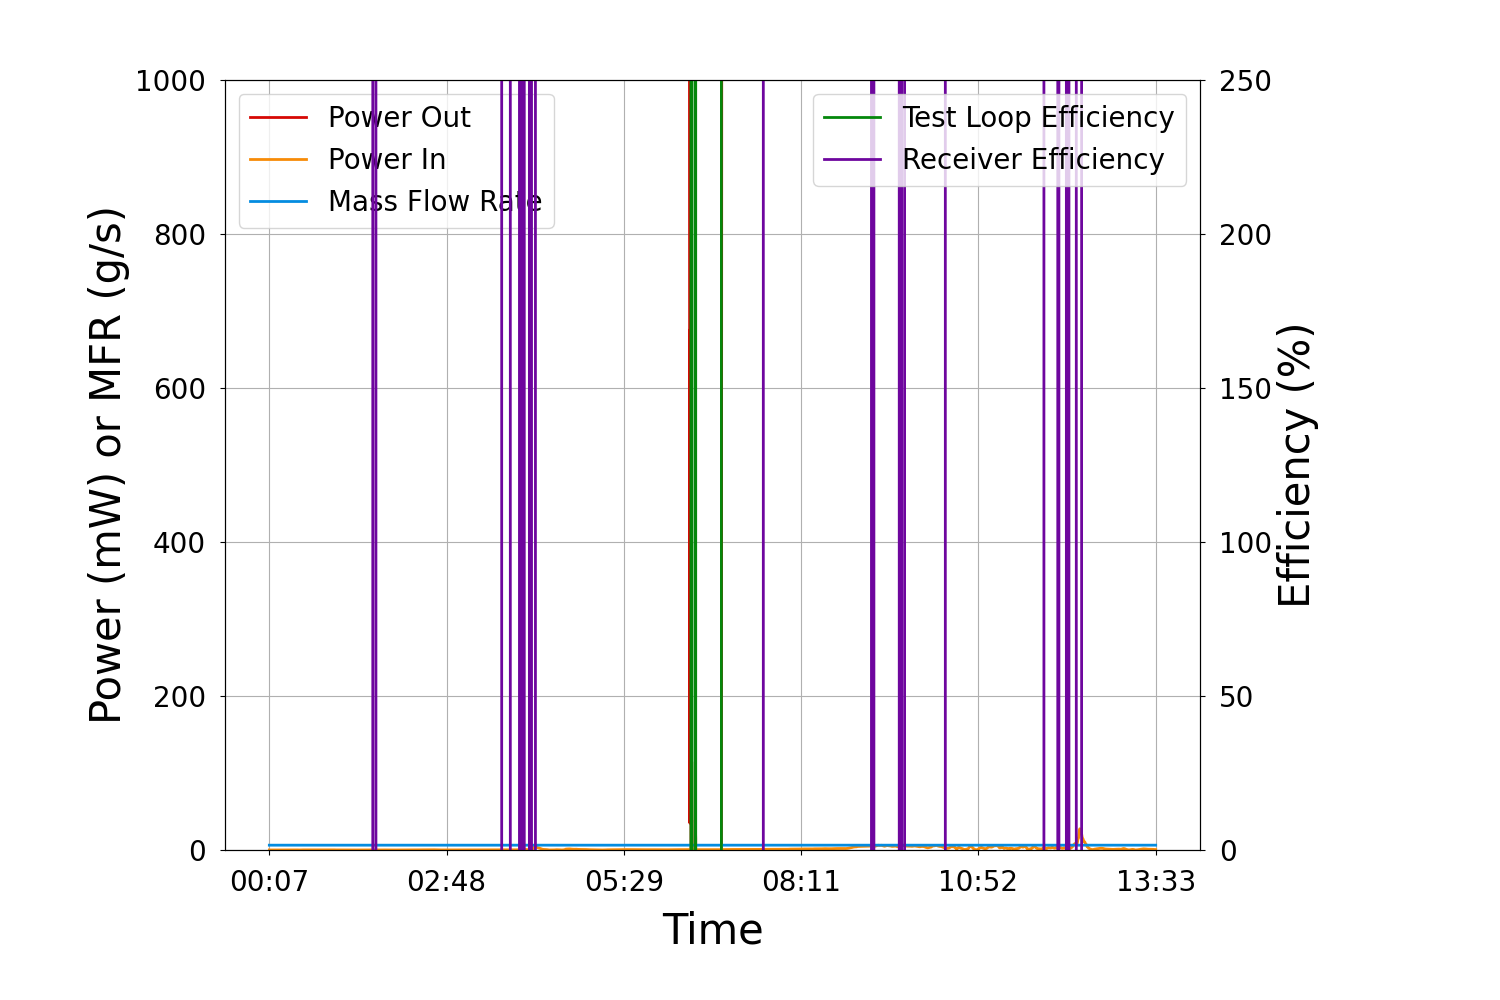 1000
800
600
400
200
0
Power (mW) or MFR (g/s)
Power Out
Power In
Mass Flow Rate
Test Loop Efficiency
Receiver Efficiency
250
200
150
100
50
0
Efficiency (%)
00:07 02:48 05:29 08:11 10:52 13:33
Time